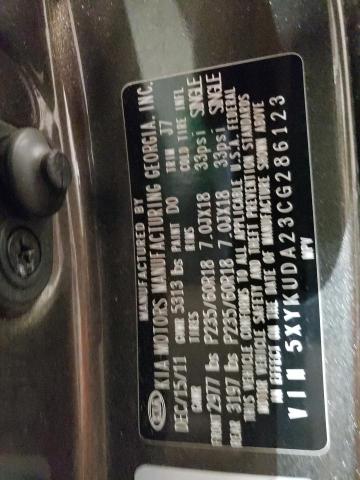 MANUFACTURED BY
KIA KIA MOTORS MANUFACTURING GEORGIA, INC.
DEC/15/11 GVWR 5313 lbs PAINT D0 TRIM J7
GAWR TIRES RIMS COLD TIRE INFL
FRONT 2977 lbs P235/60R18 7.0JX18 33psi SINGLE
REAR 3197 lbs P235/60R18 7.0JX18 33psi SINGLE
THIS VEHICLE CONFORMS TO ALL APPLICABLE U.S.A. FEDERAL
MOTOR VEHICLE SAFETY AND THEFT PREVENTION STANDARDS
IN EFFECT ON THE DATE OF MANUFACTURE SHOWN ABOVE
VIN 5XYKUDA23CG286123
MPV